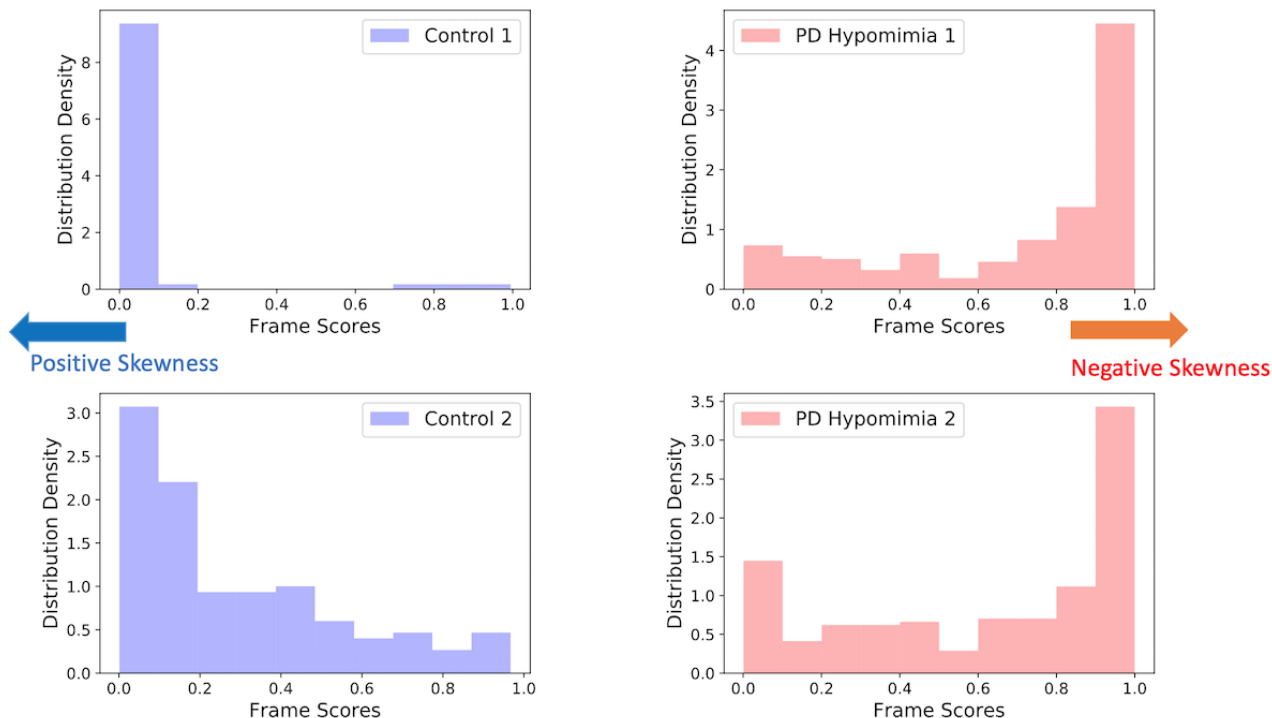 Control 1
Distribution Density
8
6
4
2
0
0.0 0.2 0.4 0.6 0.8 1.0
Frame Scores
PD Hypomimia 1
Distribution Density
4
3
2
1
0
0.0 0.2 0.4 0.6 0.8 1.0
Frame Scores
Positive Skewness
Negative Skewness
Control 2
Distribution Density
3.0
2.5
2.0
1.5
1.0
0.5
0.0
0.0 0.2 0.4 0.6 0.8 1.0
Frame Scores
PD Hypomimia 2
Distribution Density
3.5
3.0
2.5
2.0
1.5
1.0
0.5
0.0
0.0 0.2 0.4 0.6 0.8 1.0
Frame Scores